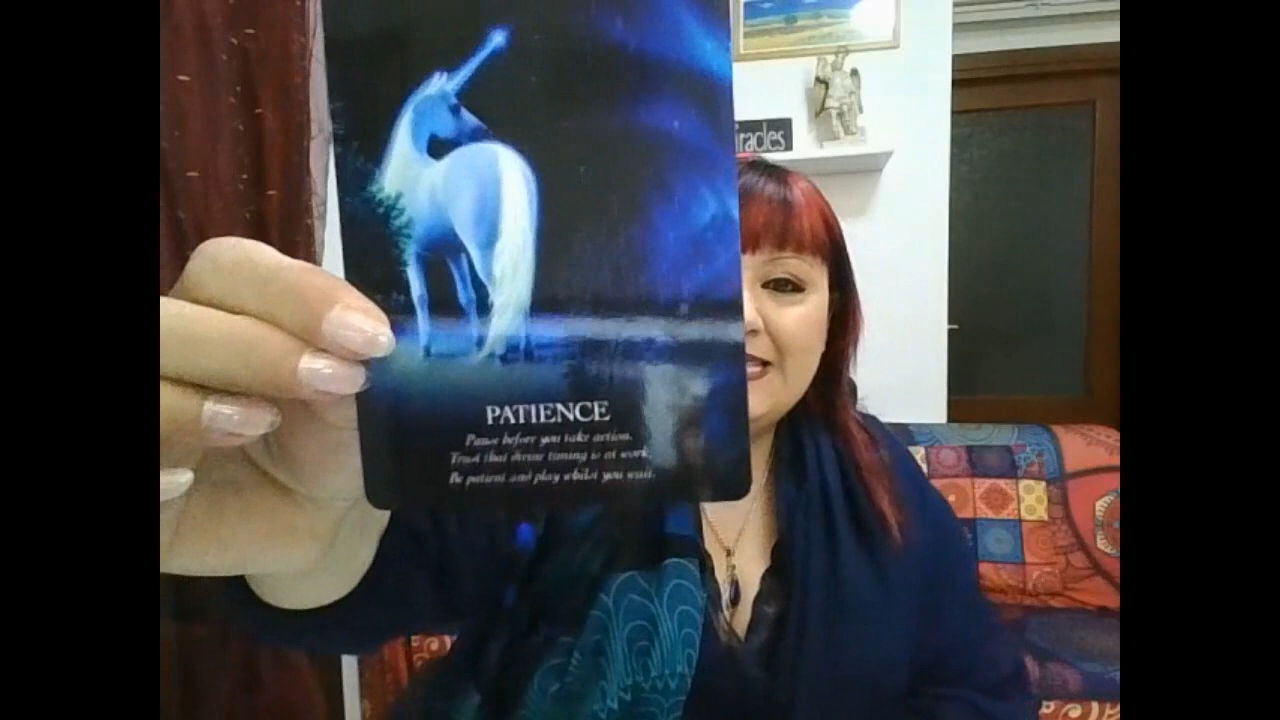 iracles
PATIENCE
Pause before you take action.
Trust that divine timing is at work.
Be patient and play whilst you wait.